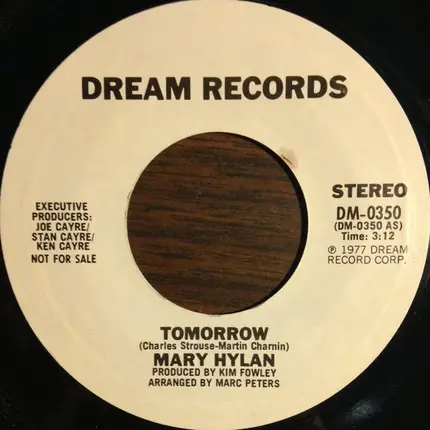 DREAM RECORDS
EXECUTIVE
PRODUCERS:
JOE CAYRE/
STAN CAYRE/
KEN CAYRE
NOT FOR SALE
STEREO
DM-0350
(DM-0350 AS)
Time: 3:12
℗ 1977 DREAM
RECORD CORP.
TOMORROW
(Charles Strouse-Martin Charnin)
MARY HYLAN
PRODUCED BY KIM FOWLEY
ARRANGED BY MARC PETERS